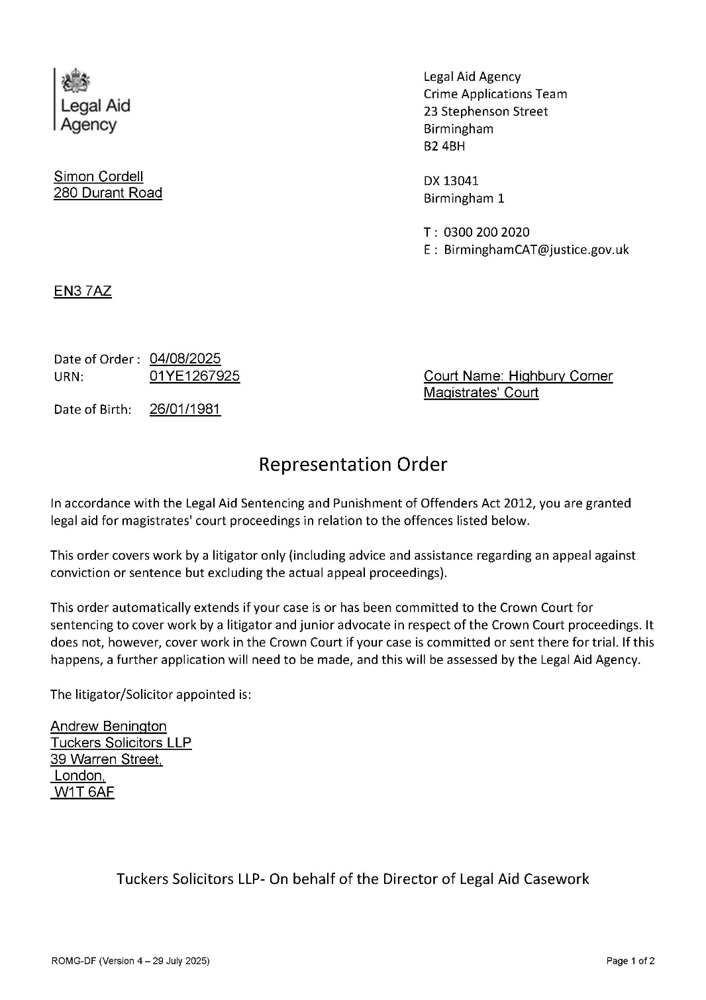 Legal Aid
Agency
Legal Aid Agency
Crime Applications Team
23 Stephenson Street
Birmingham
B2 4BH
DX 13041
Birmingham 1
T :  0300 200 2020
E :  BirminghamCAT@justice.gov.uk
Simon Cordell
280 Durant Road
EN3 7AZ
Date of Order : 04/08/2025
URN: 01YE1267925
Date of Birth: 26/01/1981
Court Name: Highbury Corner
Magistrates' Court
Representation Order
In accordance with the Legal Aid Sentencing and Punishment of Offenders Act 2012, you are granted
legal aid for magistrates' court proceedings in relation to the offences listed below.
This order covers work by a litigator only (including advice and assistance regarding an appeal against
conviction or sentence but excluding the actual appeal proceedings).
This order automatically extends if your case is or has been committed to the Crown Court for
sentencing to cover work by a litigator and junior advocate in respect of the Crown Court proceedings. It
does not, however, cover work in the Crown Court if your case is committed or sent there for trial. If this
happens, a further application will need to be made, and this will be assessed by the Legal Aid Agency.
The litigator/Solicitor appointed is:
Andrew Benington
Tuckers Solicitors LLP
39 Warren Street,
London,
W1T 6AF
Tuckers Solicitors LLP- On behalf of the Director of Legal Aid Casework
ROMG-DF (Version 4 – 29 July 2025)
Page 1 of 2